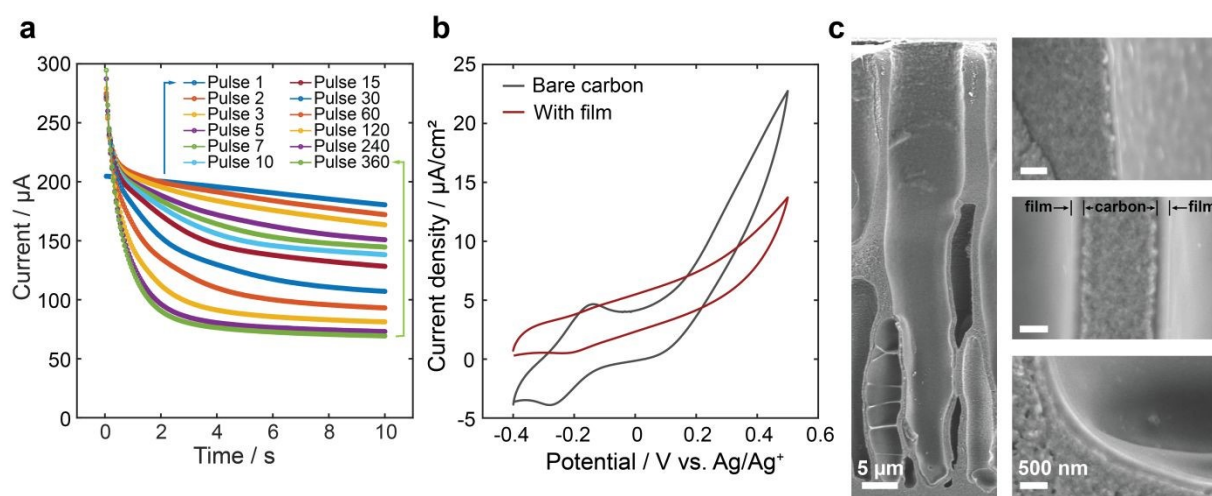 a
300
250
200
150
100
50
0
Current / µA
Pulse 1
Pulse 2
Pulse 3
Pulse 5
Pulse 7
Pulse 10
Pulse 15
Pulse 30
Pulse 60
Pulse 120
Pulse 240
Pulse 360
0 2 4 6 8 10
Time / s
b
25
20
15
10
5
0
-5
Current density / µA/cm²
Bare carbon
With film
-0.4 -0.2 0 0.2 0.4 0.6
Potential / V vs. Ag/Ag⁺
c
5 µm
film carbon film
500 nm